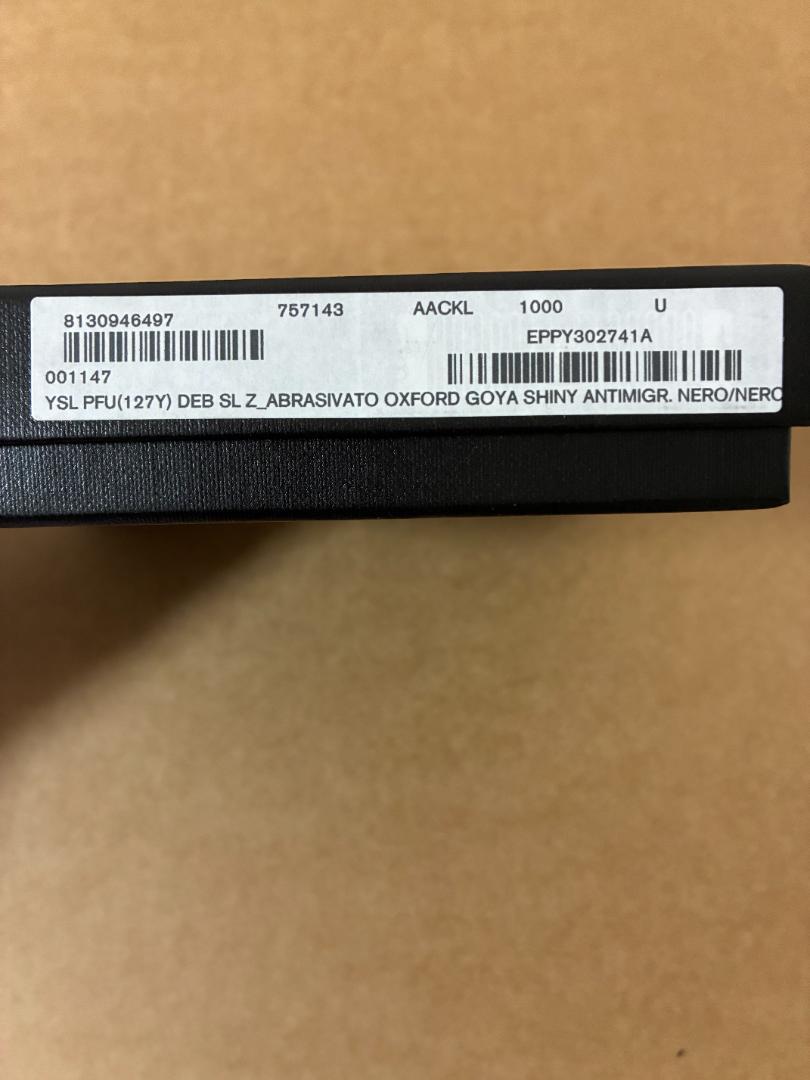 8130946497 757143 AACKL 1000 U
EPPY302741A
001147
YSL PFU(127Y) DEB SL Z_ABRASIVATO OXFORD GOYA SHINY ANTIMIGR. NERO/NERO